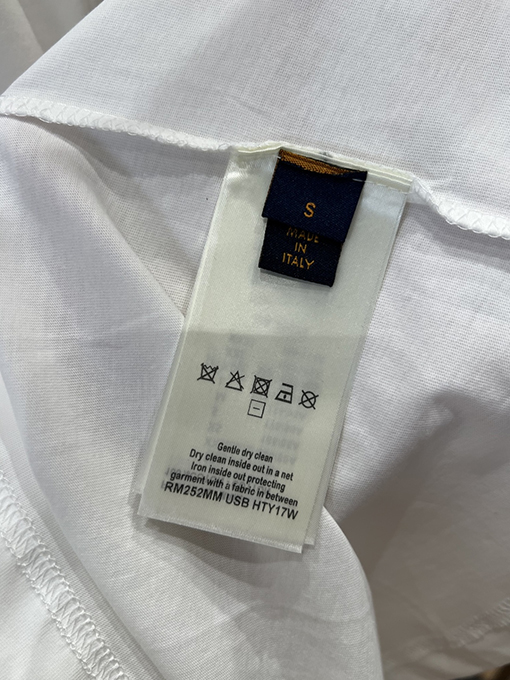 S
MADE
IN
ITALY
Gentle dry clean
Dry clean inside out in a net
Iron inside out protecting
garment with a fabric in between
RM252MM USB HTY17W